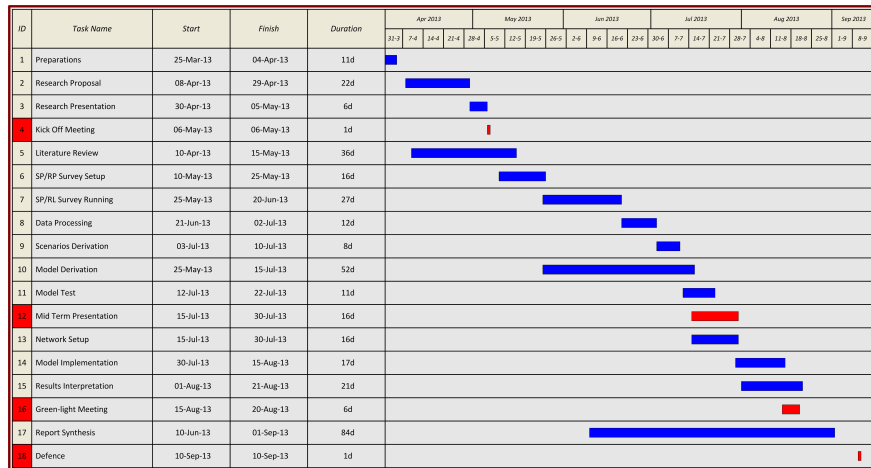 ID Task Name Start Finish Duration Apr 2013 May 2013 Jun 2013 Jul 2013 Aug 2013 Sep 2013
31-3 7-4 14-4 21-4 28-4 5-5 12-5 19-5 26-5 2-6 9-6 16-6 23-6 30-6 7-7 14-7 21-7 28-7 4-8 11-8 18-8 25-8 1-9 8-9
1 Preparations 25-Mar-13 04-Apr-13 11d
2 Research Proposal 08-Apr-13 29-Apr-13 22d
3 Research Presentation 30-Apr-13 05-May-13 6d
4 Kick Off Meeting 06-May-13 06-May-13 1d
5 Literature Review 10-Apr-13 15-May-13 36d
6 SP/RP Survey Setup 10-May-13 25-May-13 16d
7 SP/RL Survey Running 25-May-13 20-Jun-13 27d
8 Data Processing 21-Jun-13 02-Jul-13 12d
9 Scenarios Derivation 03-Jul-13 10-Jul-13 8d
10 Model Derivation 25-May-13 15-Jul-13 52d
11 Model Test 12-Jul-13 22-Jul-13 11d
12 Mid Term Presentation 15-Jul-13 30-Jul-13 16d
13 Network Setup 15-Jul-13 30-Jul-13 16d
14 Model Implementation 30-Jul-13 15-Aug-13 17d
15 Results Interpretation 01-Aug-13 21-Aug-13 21d
16 Green-light Meeting 15-Aug-13 20-Aug-13 6d
17 Report Synthesis 10-Jun-13 01-Sep-13 84d
18 Defence 10-Sep-13 10-Sep-13 1d